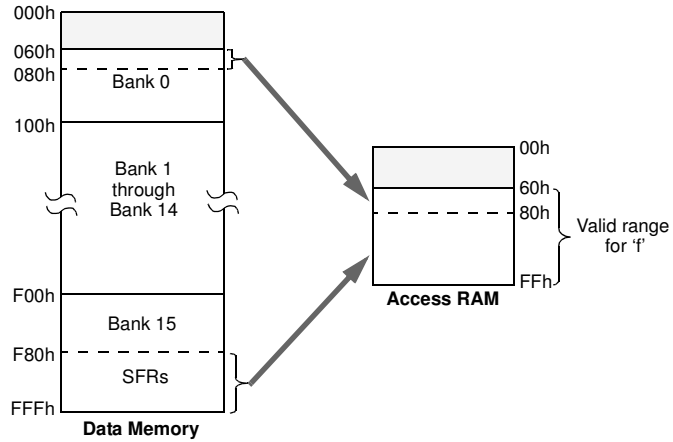 000h
060h
080h
Bank 0
100h
Bank 1
through
Bank 14
F00h
Bank 15
F80h
SFRs
FFFh
Data Memory
00h
60h
80h
Valid range
for ‘f’
FFh
Access RAM